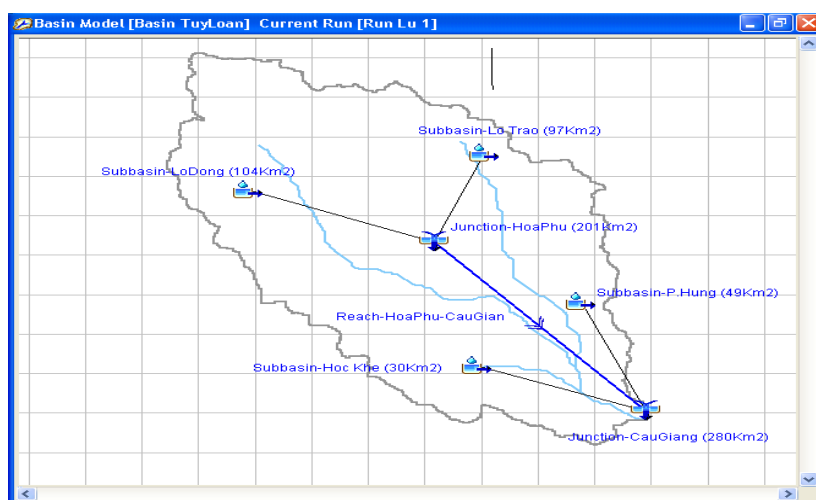 Basin Model [Basin TuyLoan] Current Run [Run Lu 1]
Subbasin-Lo Trao (97Km2)
Subbasin-LoDong (104Km2)
Junction-HoaPhu (201Km2)
Subbasin-P.Hung (49Km2)
Reach-HoaPhu-CauGian
Subbasin-Hoc Khe (30Km2)
Junction-CauGiang (280Km2)